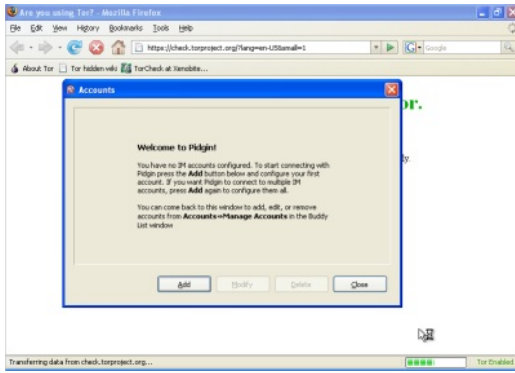 Are you using Tor? - Mozilla Firefox
File Edit View History Bookmarks Tools Help
https://check.torproject.org/?lang=en-US&small=1
Google
About Tor Tor hidden wiki TorCheck at Xenobite...
Accounts
or.
Welcome to Pidgin!
You have no IM accounts configured. To start connecting with
Pidgin press the Add button below and configure your first
account. If you want Pidgin to connect to multiple IM
accounts, press Add again to configure them all.
You can come back to this window to add, edit, or remove
accounts from Accounts⇒Manage Accounts in the Buddy
List window
ly.
Add Modify Delete Close
Transferring data from check.torproject.org...
Tor Enabled